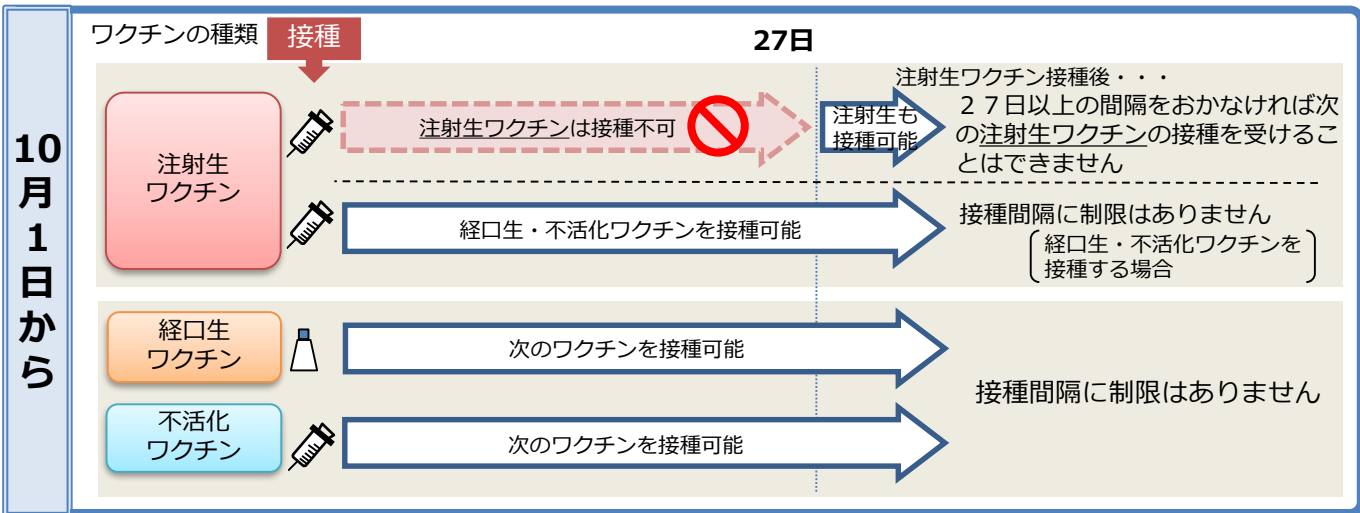 10月1日から
ワクチンの種類
接種
27日
注射生
ワクチン
注射生ワクチンは接種不可
注射生も
接種可能
注射生ワクチン接種後・・・
２７日以上の間隔をおかなければ次
の注射生ワクチンの接種を受けるこ
とはできません
経口生・不活化ワクチンを接種可能
接種間隔に制限はありません
経口生・不活化ワクチンを
接種する場合
経口生
ワクチン
次のワクチンを接種可能
接種間隔に制限はありません
不活化
ワクチン
次のワクチンを接種可能